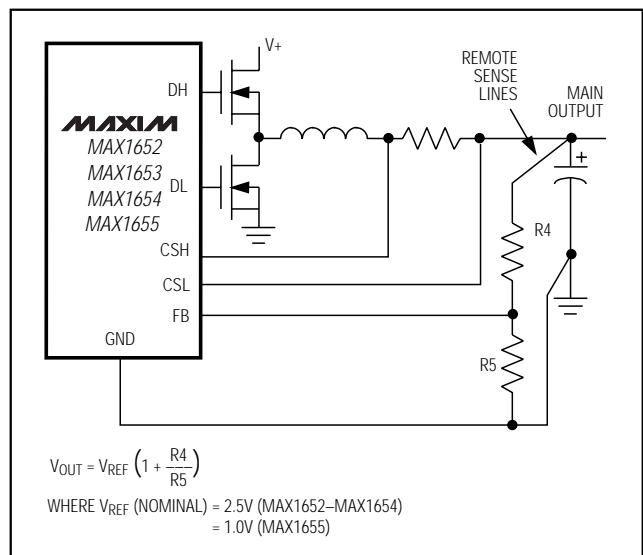 V+
DH
REMOTE
SENSE
LINES
MAIN
OUTPUT
MAXIM
MAX1652
MAX1653
MAX1654
MAX1655
DL
+
R4
CSH
CSL
FB
GND
R5
VOUT = VREF (1 + R4/R5)
WHERE VREF (NOMINAL) = 2.5V (MAX1652–MAX1654)
= 1.0V (MAX1655)